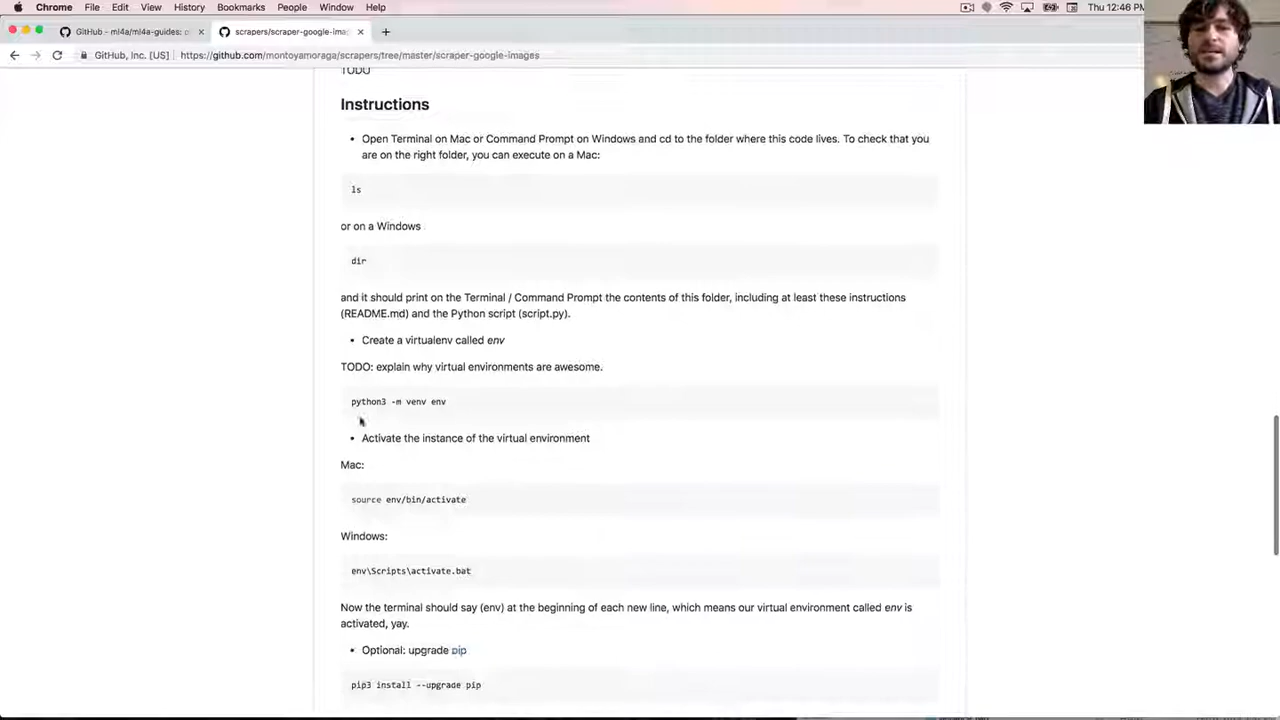 Chrome File Edit View History Bookmarks People Window Help Thu 12:46 PM
GitHub - ml4a/ml4a-guides: p
scrapers/scraper-google-ima
GitHub, Inc. [US] https://github.com/montoyamoraga/scrapers/tree/master/scraper-google-images
TODO
Instructions
• Open Terminal on Mac or Command Prompt on Windows and cd to the folder where this code lives. To check that you
are on the right folder, you can execute on a Mac:
ls
or on a Windows
dir
and it should print on the Terminal / Command Prompt the contents of this folder, including at least these instructions
(README.md) and the Python script (script.py).
• Create a virtualenv called env
TODO: explain why virtual environments are awesome.
python3 -m venv env
• Activate the instance of the virtual environment
Mac:
source env/bin/activate
Windows:
env\Scripts\activate.bat
Now the terminal should say (env) at the beginning of each new line, which means our virtual environment called env is
activated, yay.
• Optional: upgrade pip
pip3 install --upgrade pip